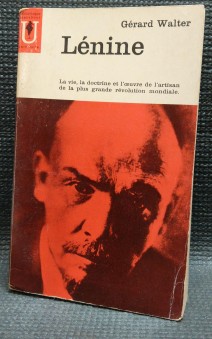 Gérard Walter
Lénine
La vie, la doctrine et l'œuvre de l'artisan
de la plus grande révolution mondiale.
U